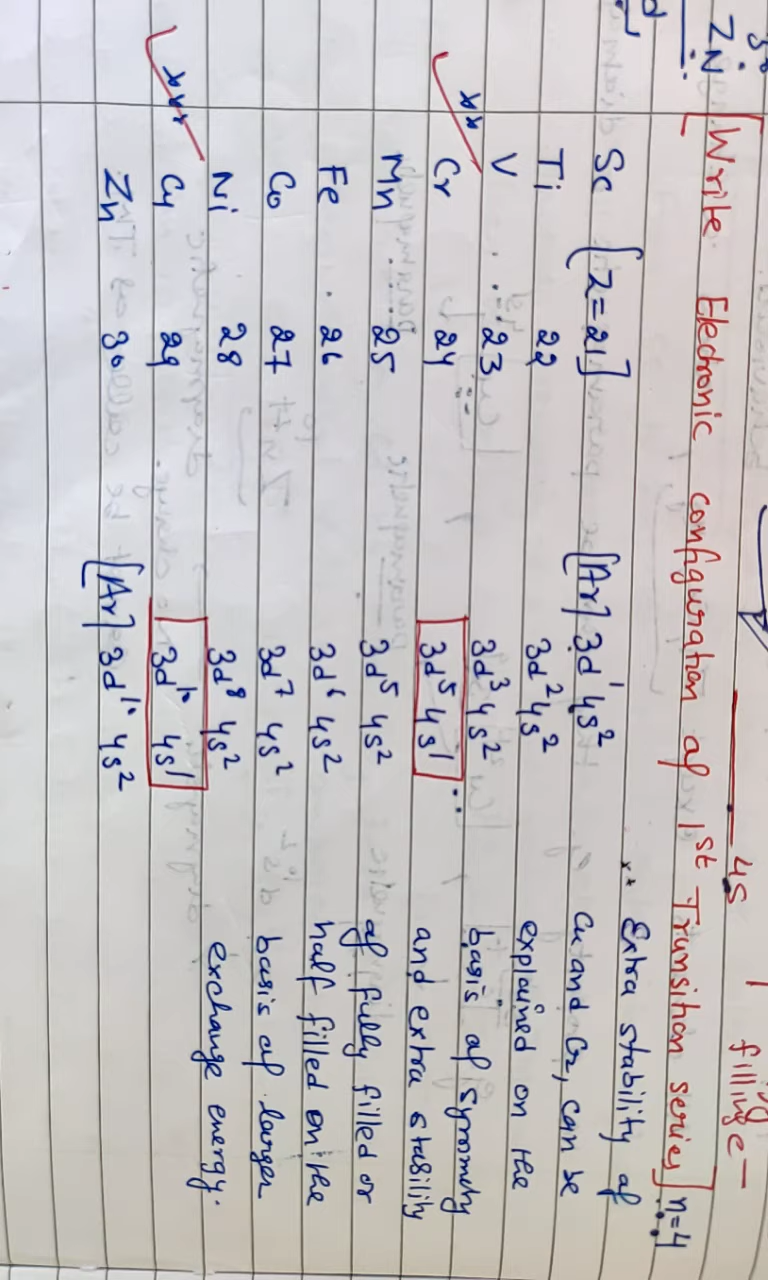 4s filling-
[Write Electronic configuration of 1st Transition series] n=4
Sc [Z=21] [Ar] 3d¹ 4s²
Ti 22 3d² 4s²
V 23 3d³ 4s²
Cr 24 3d⁵ 4s¹
Mn 25 3d⁵ 4s²
Fe 26 3d⁶ 4s²
Co 27 3d⁷ 4s²
Ni 28 3d⁸ 4s²
Cu 29 3d¹⁰ 4s¹
Zn 30 [Ar] 3d¹⁰ 4s²
Extra stability of
Cu and Cr, can be
explained on the
basis of symmetry
and extra stability
of fully filled or
half filled on the
basis of larger
exchange energy.